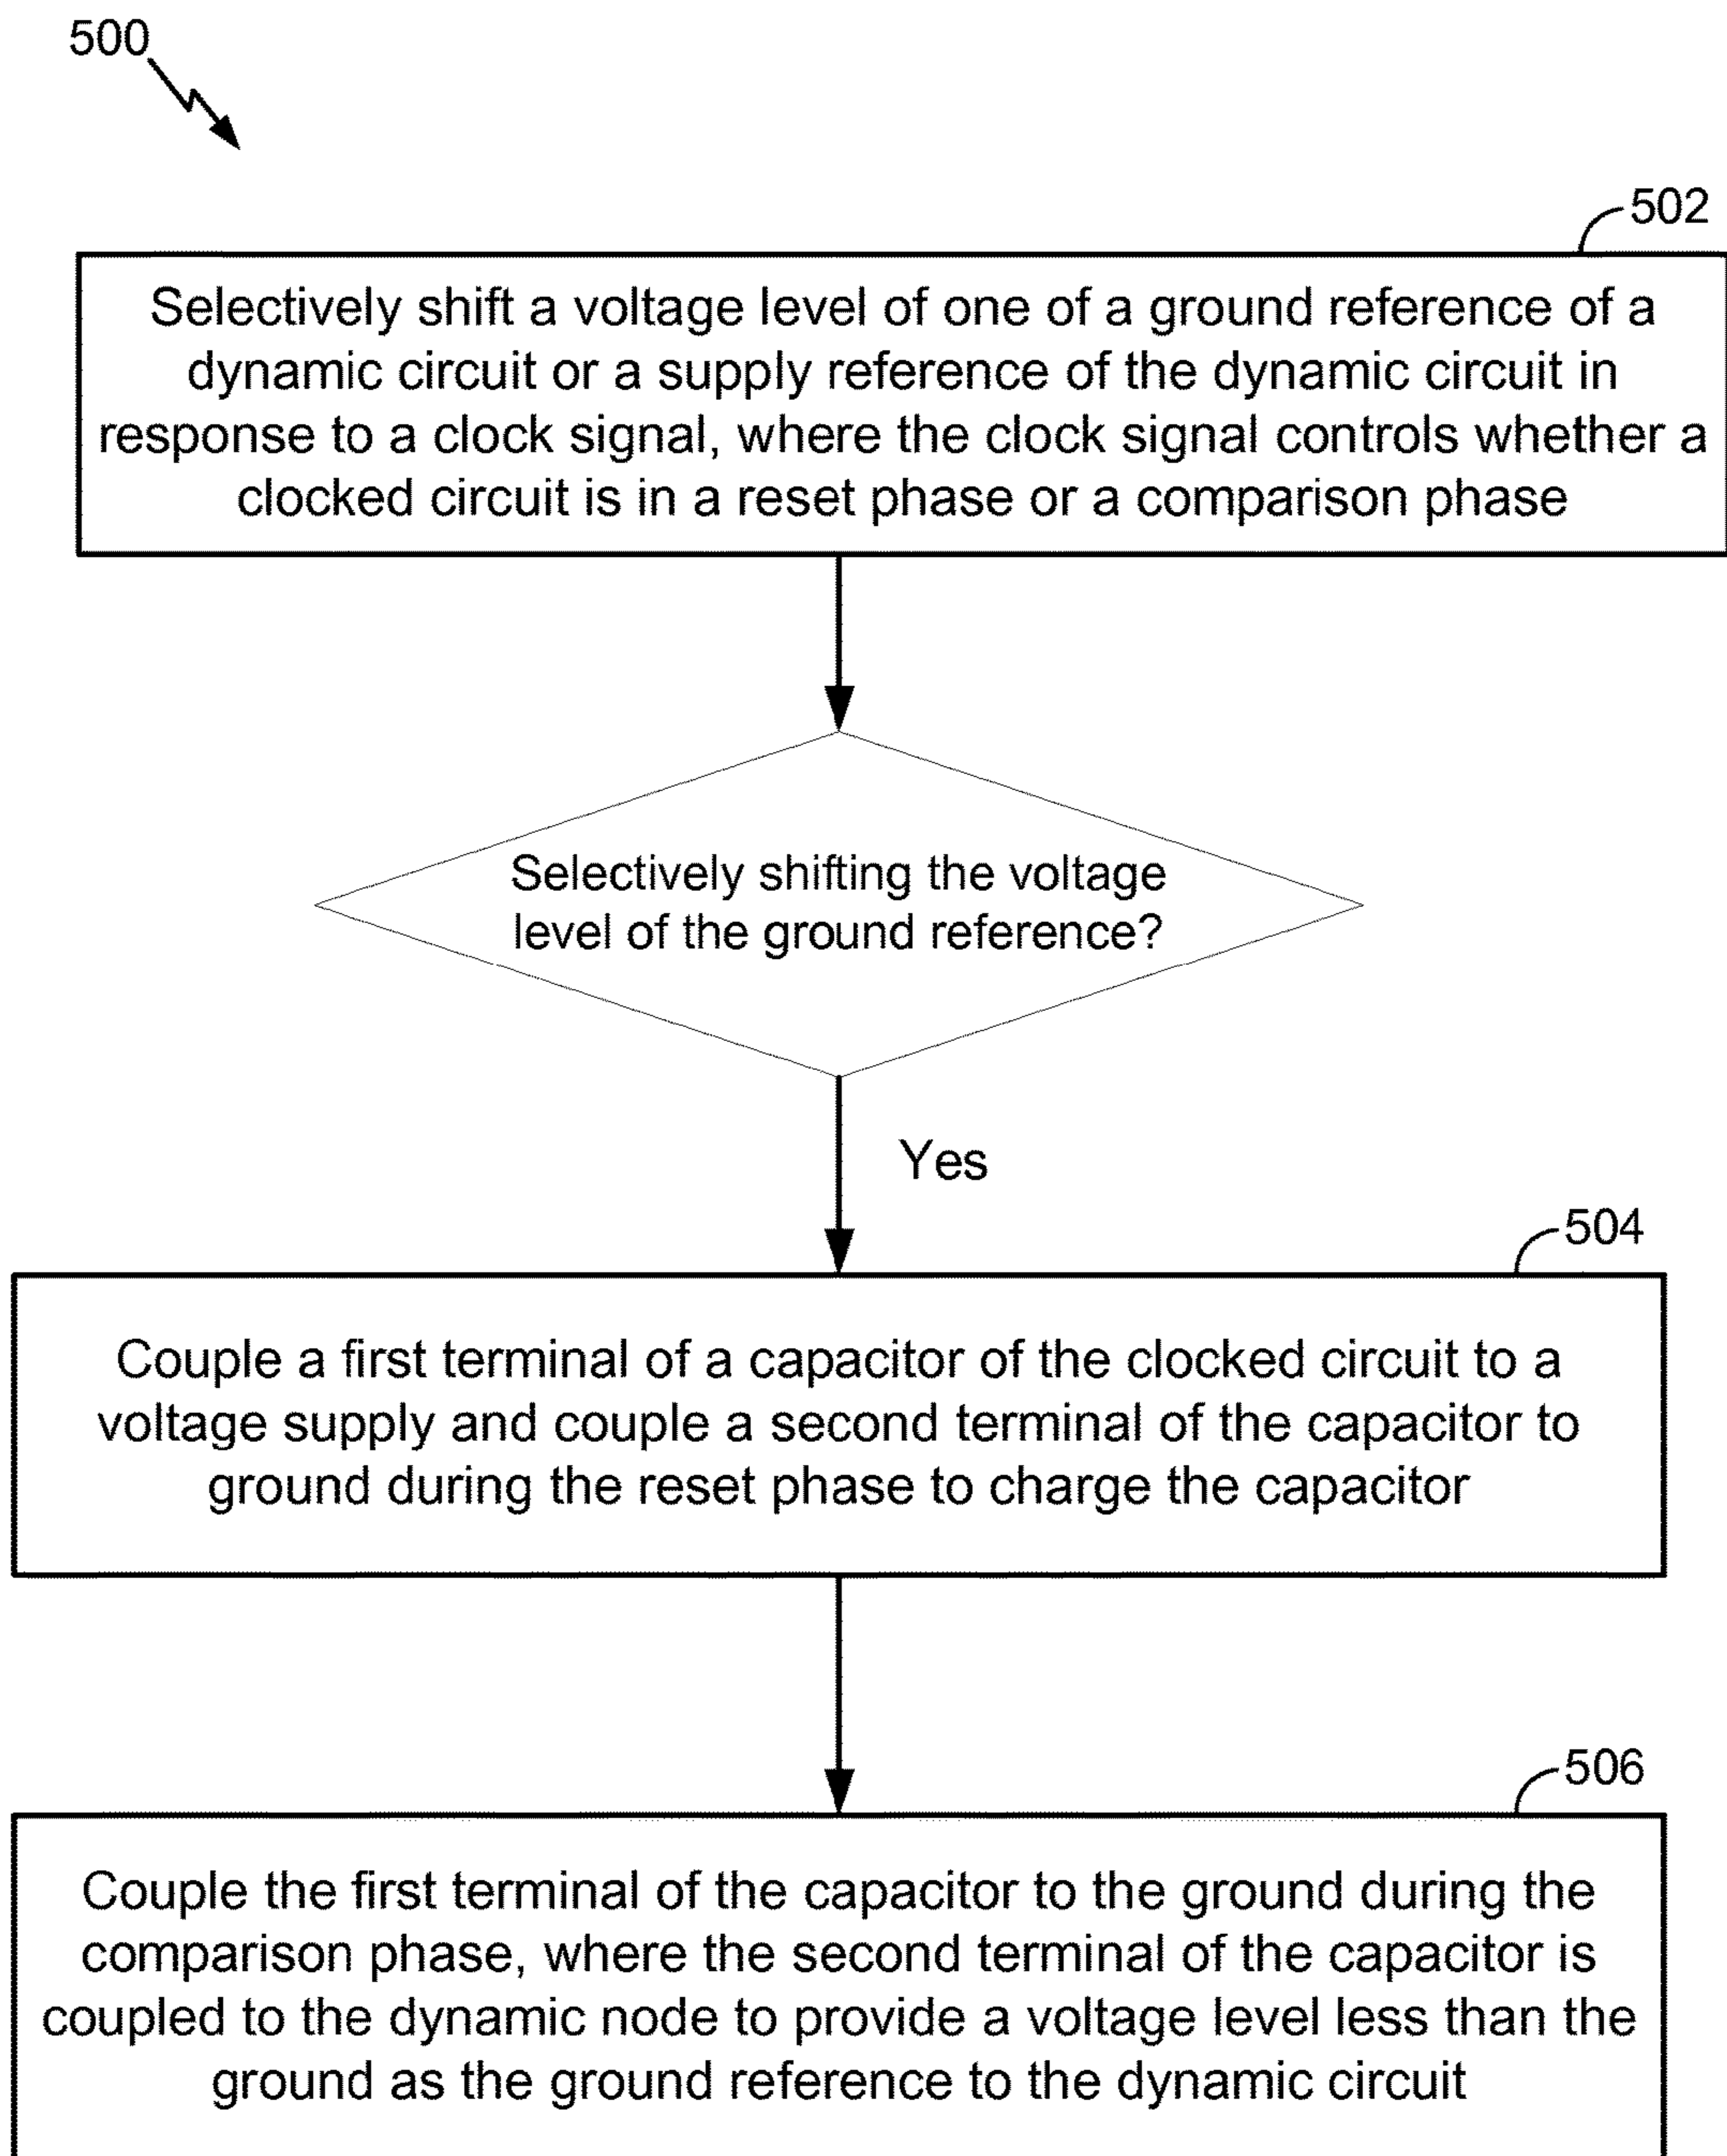 500
502
Selectively shift a voltage level of one of a ground reference of a
dynamic circuit or a supply reference of the dynamic circuit in
response to a clock signal, where the clock signal controls whether a
clocked circuit is in a reset phase or a comparison phase
Selectively shifting the voltage
level of the ground reference?
Yes
504
Couple a first terminal of a capacitor of the clocked circuit to a
voltage supply and couple a second terminal of the capacitor to
ground during the reset phase to charge the capacitor
506
Couple the first terminal of the capacitor to the ground during the
comparison phase, where the second terminal of the capacitor is
coupled to the dynamic node to provide a voltage level less than the
ground as the ground reference to the dynamic circuit